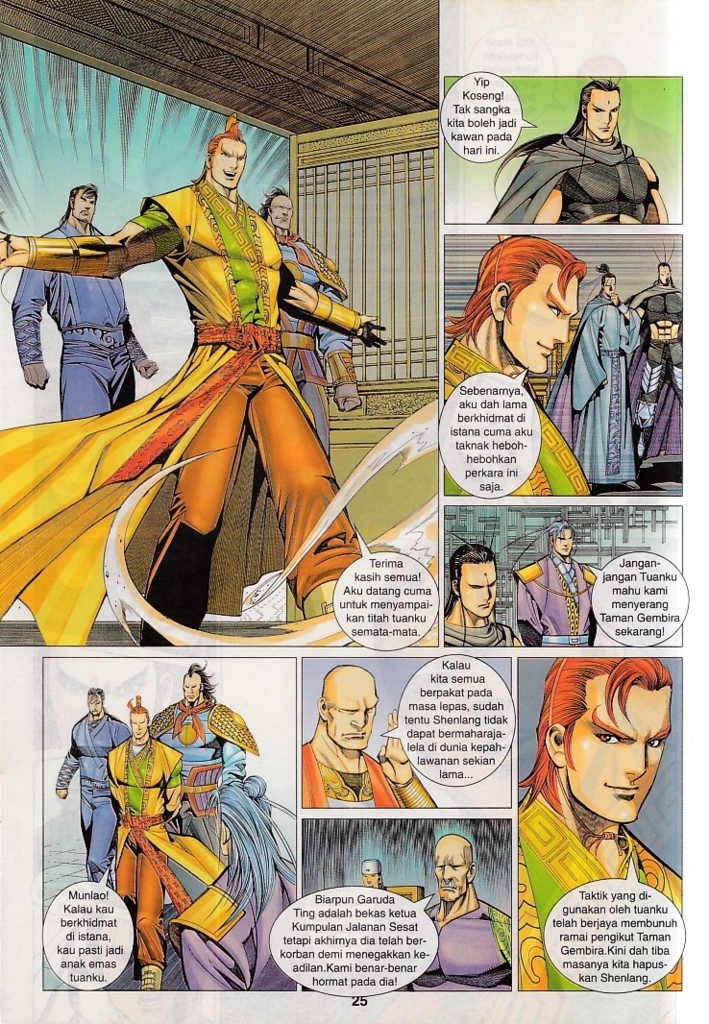 Yip
Koseng!
Tak sangka
kita boleh jadi
kawan pada
hari ini.
Sebenarnya,
aku dah lama
berkhidmat di
istana cuma aku
taknak heboh-
hebohkan
perkara ini
saja.
Terima
kasih semua!
Aku datang cuma
untuk menyampai-
kan titah tuanku
semata-mata.
Jangan-
jangan Tuanku
mahu kami
menyerang
Taman Gembira
sekarang!
Munlao!
Kalau kau
berkhidmat
di istana,
kau pasti jadi
anak emas
tuanku.
Kalau
kita semua
berpakat pada
masa lepas, sudah
tentu Shenlang tidak
dapat bermaharaja-
lela di dunia kepah-
lawanan sekian
lama...
Biarpun Garuda
Ting adalah bekas ketua
Kumpulan Jalanan Sesat
tetapi akhirnya dia telah ber-
korban demi menegakkan ke-
adilan.Kami benar-benar
hormat pada dia!
Taktik yang di-
gunakan oleh tuanku
telah berjaya membunuh
ramai pengikut Taman
Gembira.Kini dah tiba
masanya kita hapus-
kan Shenlang.
25